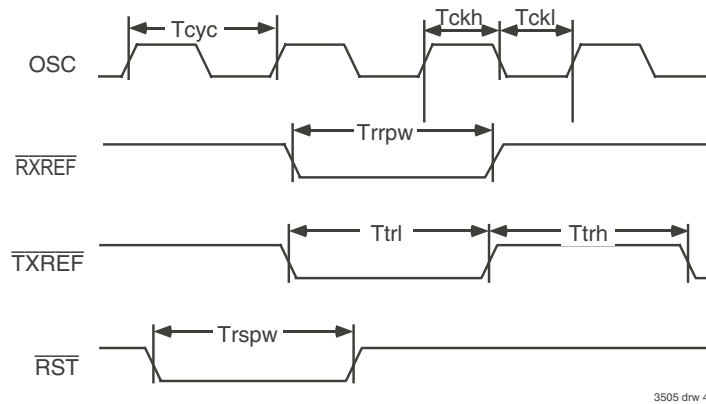 Tcyc Tckh Tckl
OSC
Trrpw
RXREF
Ttrl Ttrh
TXREF
Trspw
RST
3505 drw 4